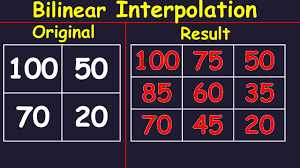 Bilinear Interpolation
Original Result
100 50 100 75 50
85 60 35
70 20 70 45 20